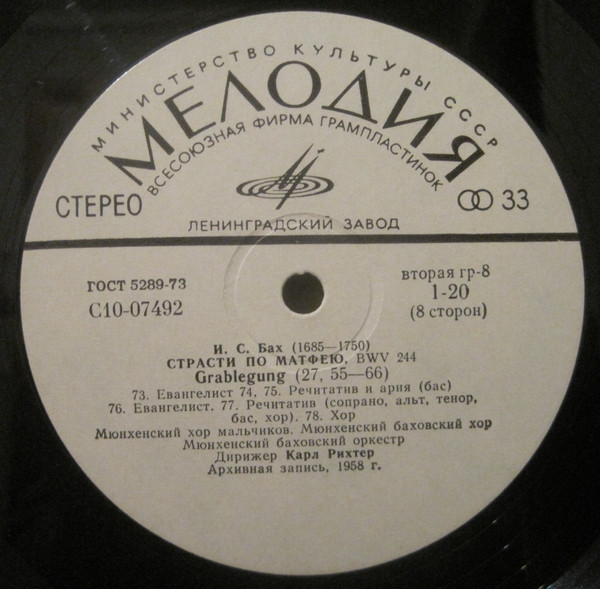 МИНИСТЕРСТВО КУЛЬТУРЫ СССР
МЕЛОДИЯ
ВСЕСОЮЗНАЯ ФИРМА ГРАМПЛАСТИНОК
СТЕРЕО
33
ЛЕНИНГРАДСКИЙ ЗАВОД
ГОСТ 5289-73
С10-07492
вторая гр-8
1-20
(8 сторон)
И. С. Бах (1685—1750)
СТРАСТИ ПО МАТФЕЮ, BWV 244
Grablegung (27, 55—66)
73. Евангелист 74, 75. Речитатив и ария (бас)
76. Евангелист. 77. Речитатив (сопрано, альт, тенор,
бас, хор). 78. Хор
Мюнхенский хор мальчиков. Мюнхенский баховский хор
Мюнхенский баховский оркестр
Дирижер Карл Рихтер
Архивная запись, 1958 г.